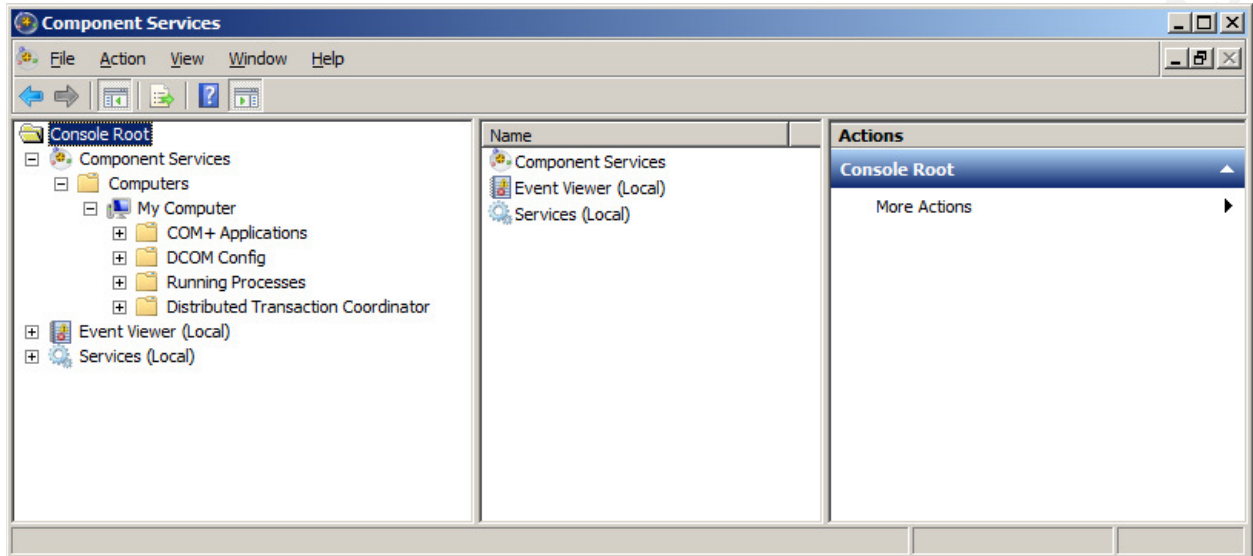 Component Services
File Action View Window Help
Console Root
Component Services
Computers
My Computer
COM+ Applications
DCOM Config
Running Processes
Distributed Transaction Coordinator
Event Viewer (Local)
Services (Local)
Name
Component Services
Event Viewer (Local)
Services (Local)
Actions
Console Root
More Actions